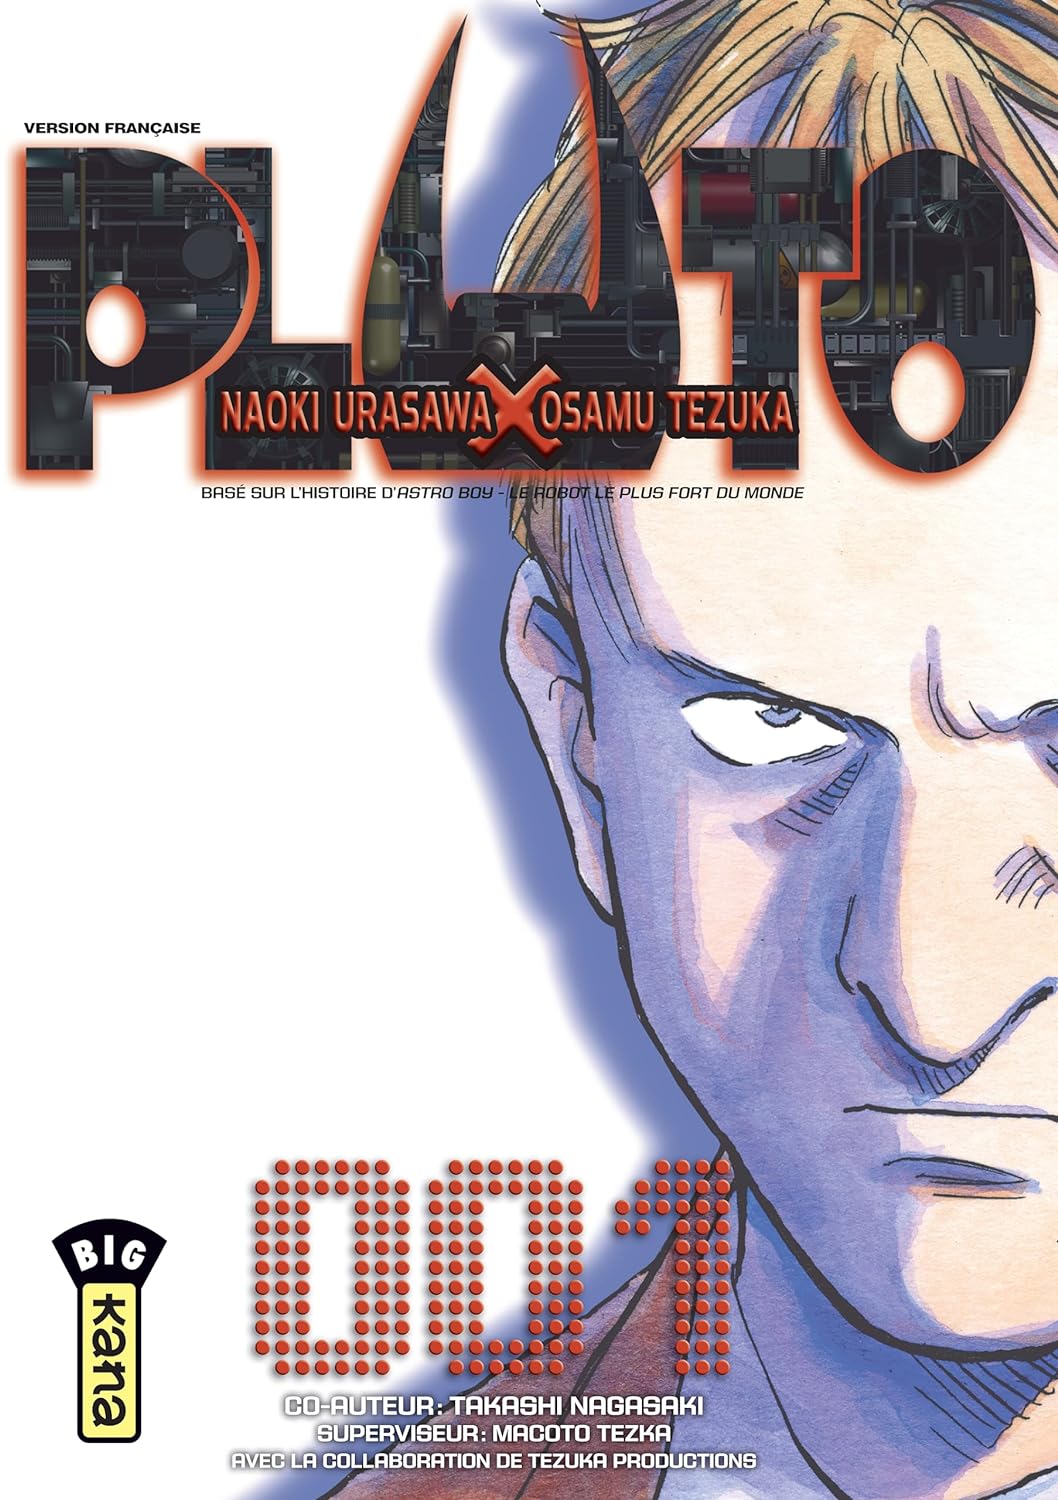 VERSION FRANÇAISE
PLUTO
NAOKI URASAWA X OSAMU TEZUKA
BASÉ SUR L'HISTOIRE D'ASTRO BOY - LE ROBOT LE PLUS FORT DU MONDE
001
BIG
kana
CO-AUTEUR : TAKASHI NAGASAKI
SUPERVISEUR : MACOTO TEZKA
AVEC LA COLLABORATION DE TEZUKA PRODUCTIONS